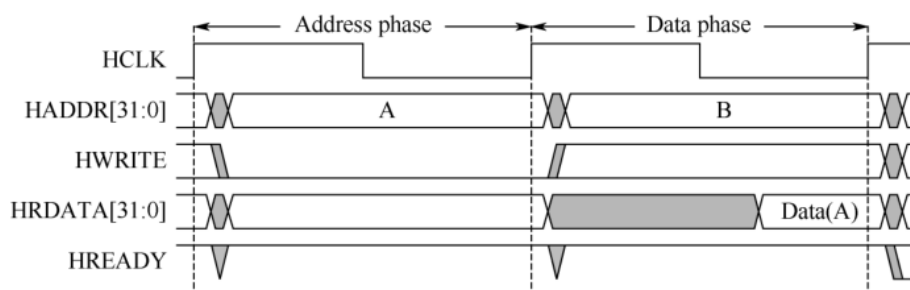 Address phase Data phase
HCLK
HADDR[31:0] A B
HWRITE
HRDATA[31:0] Data(A)
HREADY